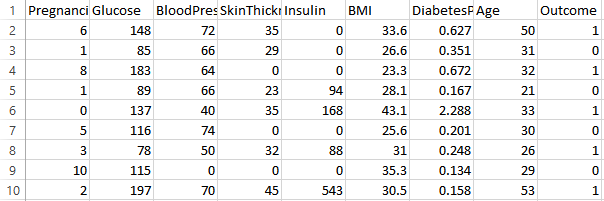 1 Pregnanci Glucose BloodPres SkinThickn Insulin BMI DiabetesP Age Outcome
2 6 148 72 35 0 33.6 0.627 50 1
3 1 85 66 29 0 26.6 0.351 31 0
4 8 183 64 0 0 23.3 0.672 32 1
5 1 89 66 23 94 28.1 0.167 21 0
6 0 137 40 35 168 43.1 2.288 33 1
7 5 116 74 0 0 25.6 0.201 30 0
8 3 78 50 32 88 31 0.248 26 1
9 10 115 0 0 0 35.3 0.134 29 0
10 2 197 70 45 543 30.5 0.158 53 1